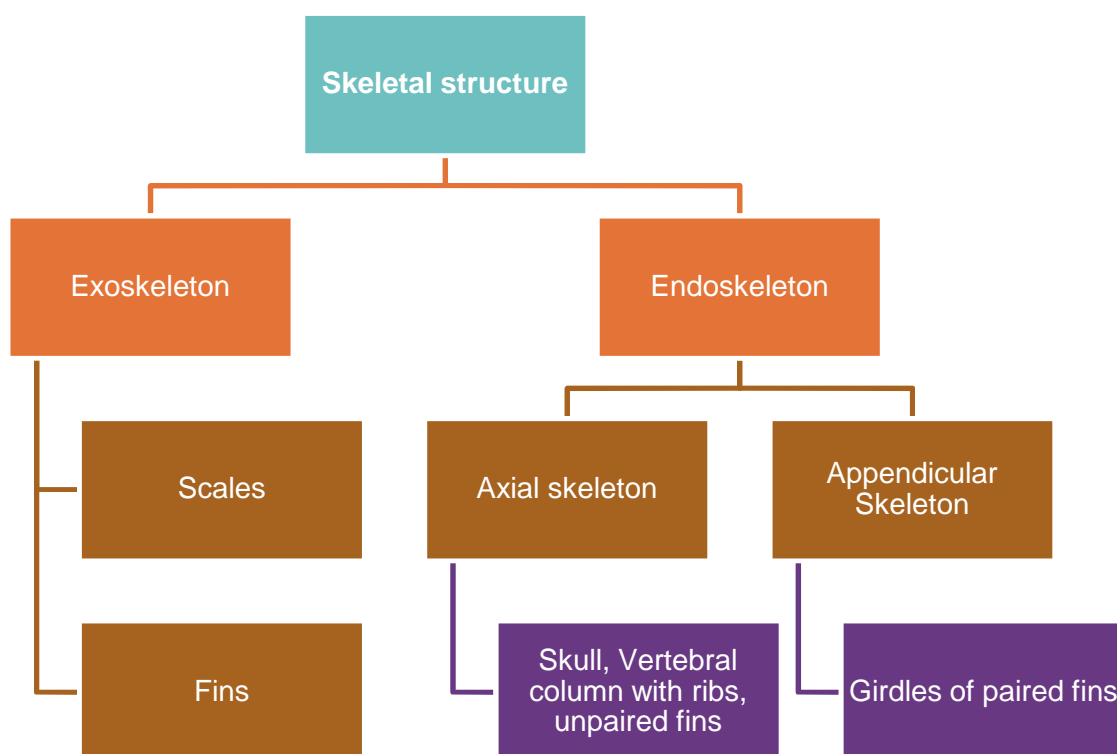 Skeletal structure
Exoskeleton
Endoskeleton
Scales
Axial skeleton
Appendicular
Skeleton
Fins
Skull, Vertebral
column with ribs,
unpaired fins
Girdles of paired fins